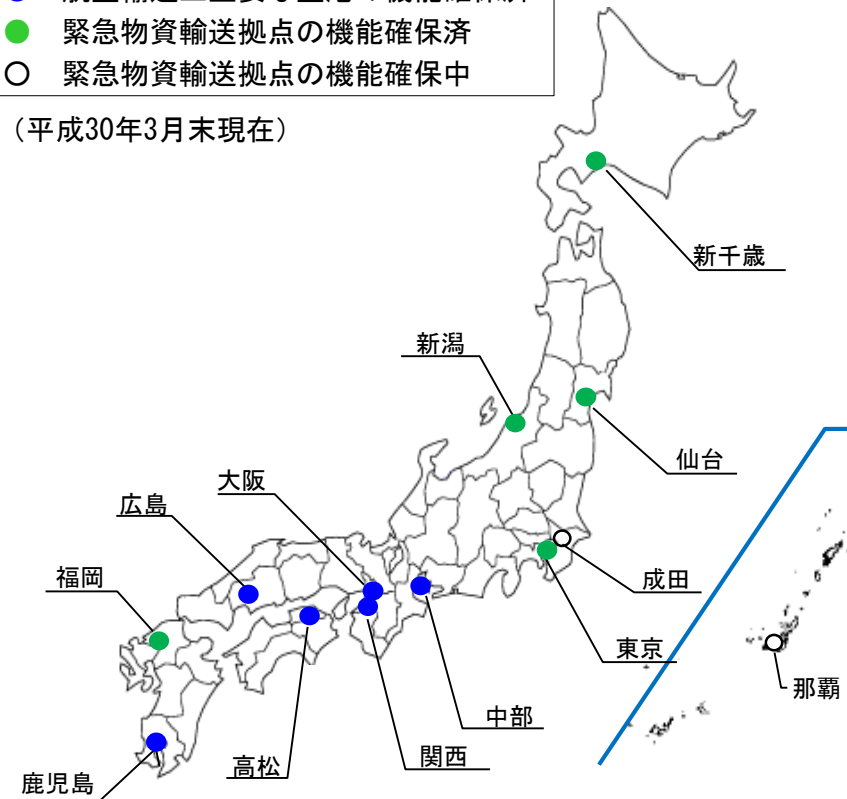 緊急物資輸送拠点の機能確保済
緊急物資輸送拠点の機能確保中
（平成30年3月末現在）
新千歳
新潟
仙台
大阪
広島
福岡
成田
東京
那覇
中部
関西
高松
鹿児島